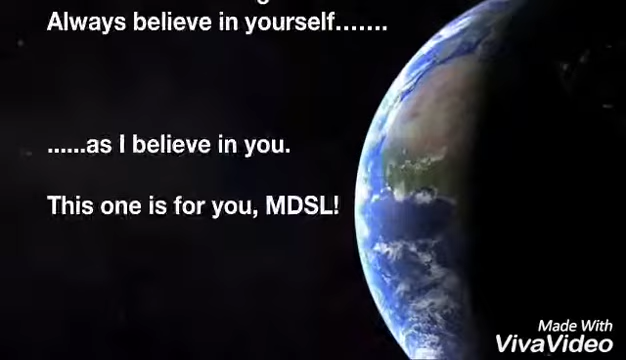 Always believe in yourself.......
......as I believe in you.
This one is for you, MDSL!
Made With
VivaVideo